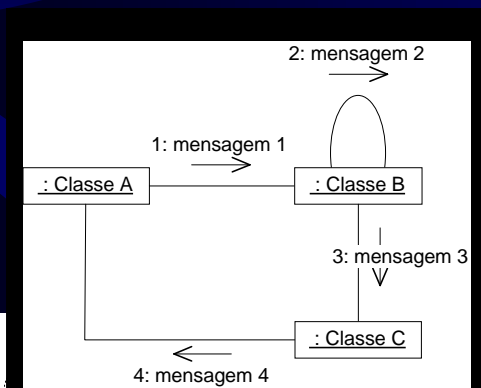 2: mensagem 2
1: mensagem 1
: Classe A
: Classe B
3: mensagem 3
: Classe C
4: mensagem 4